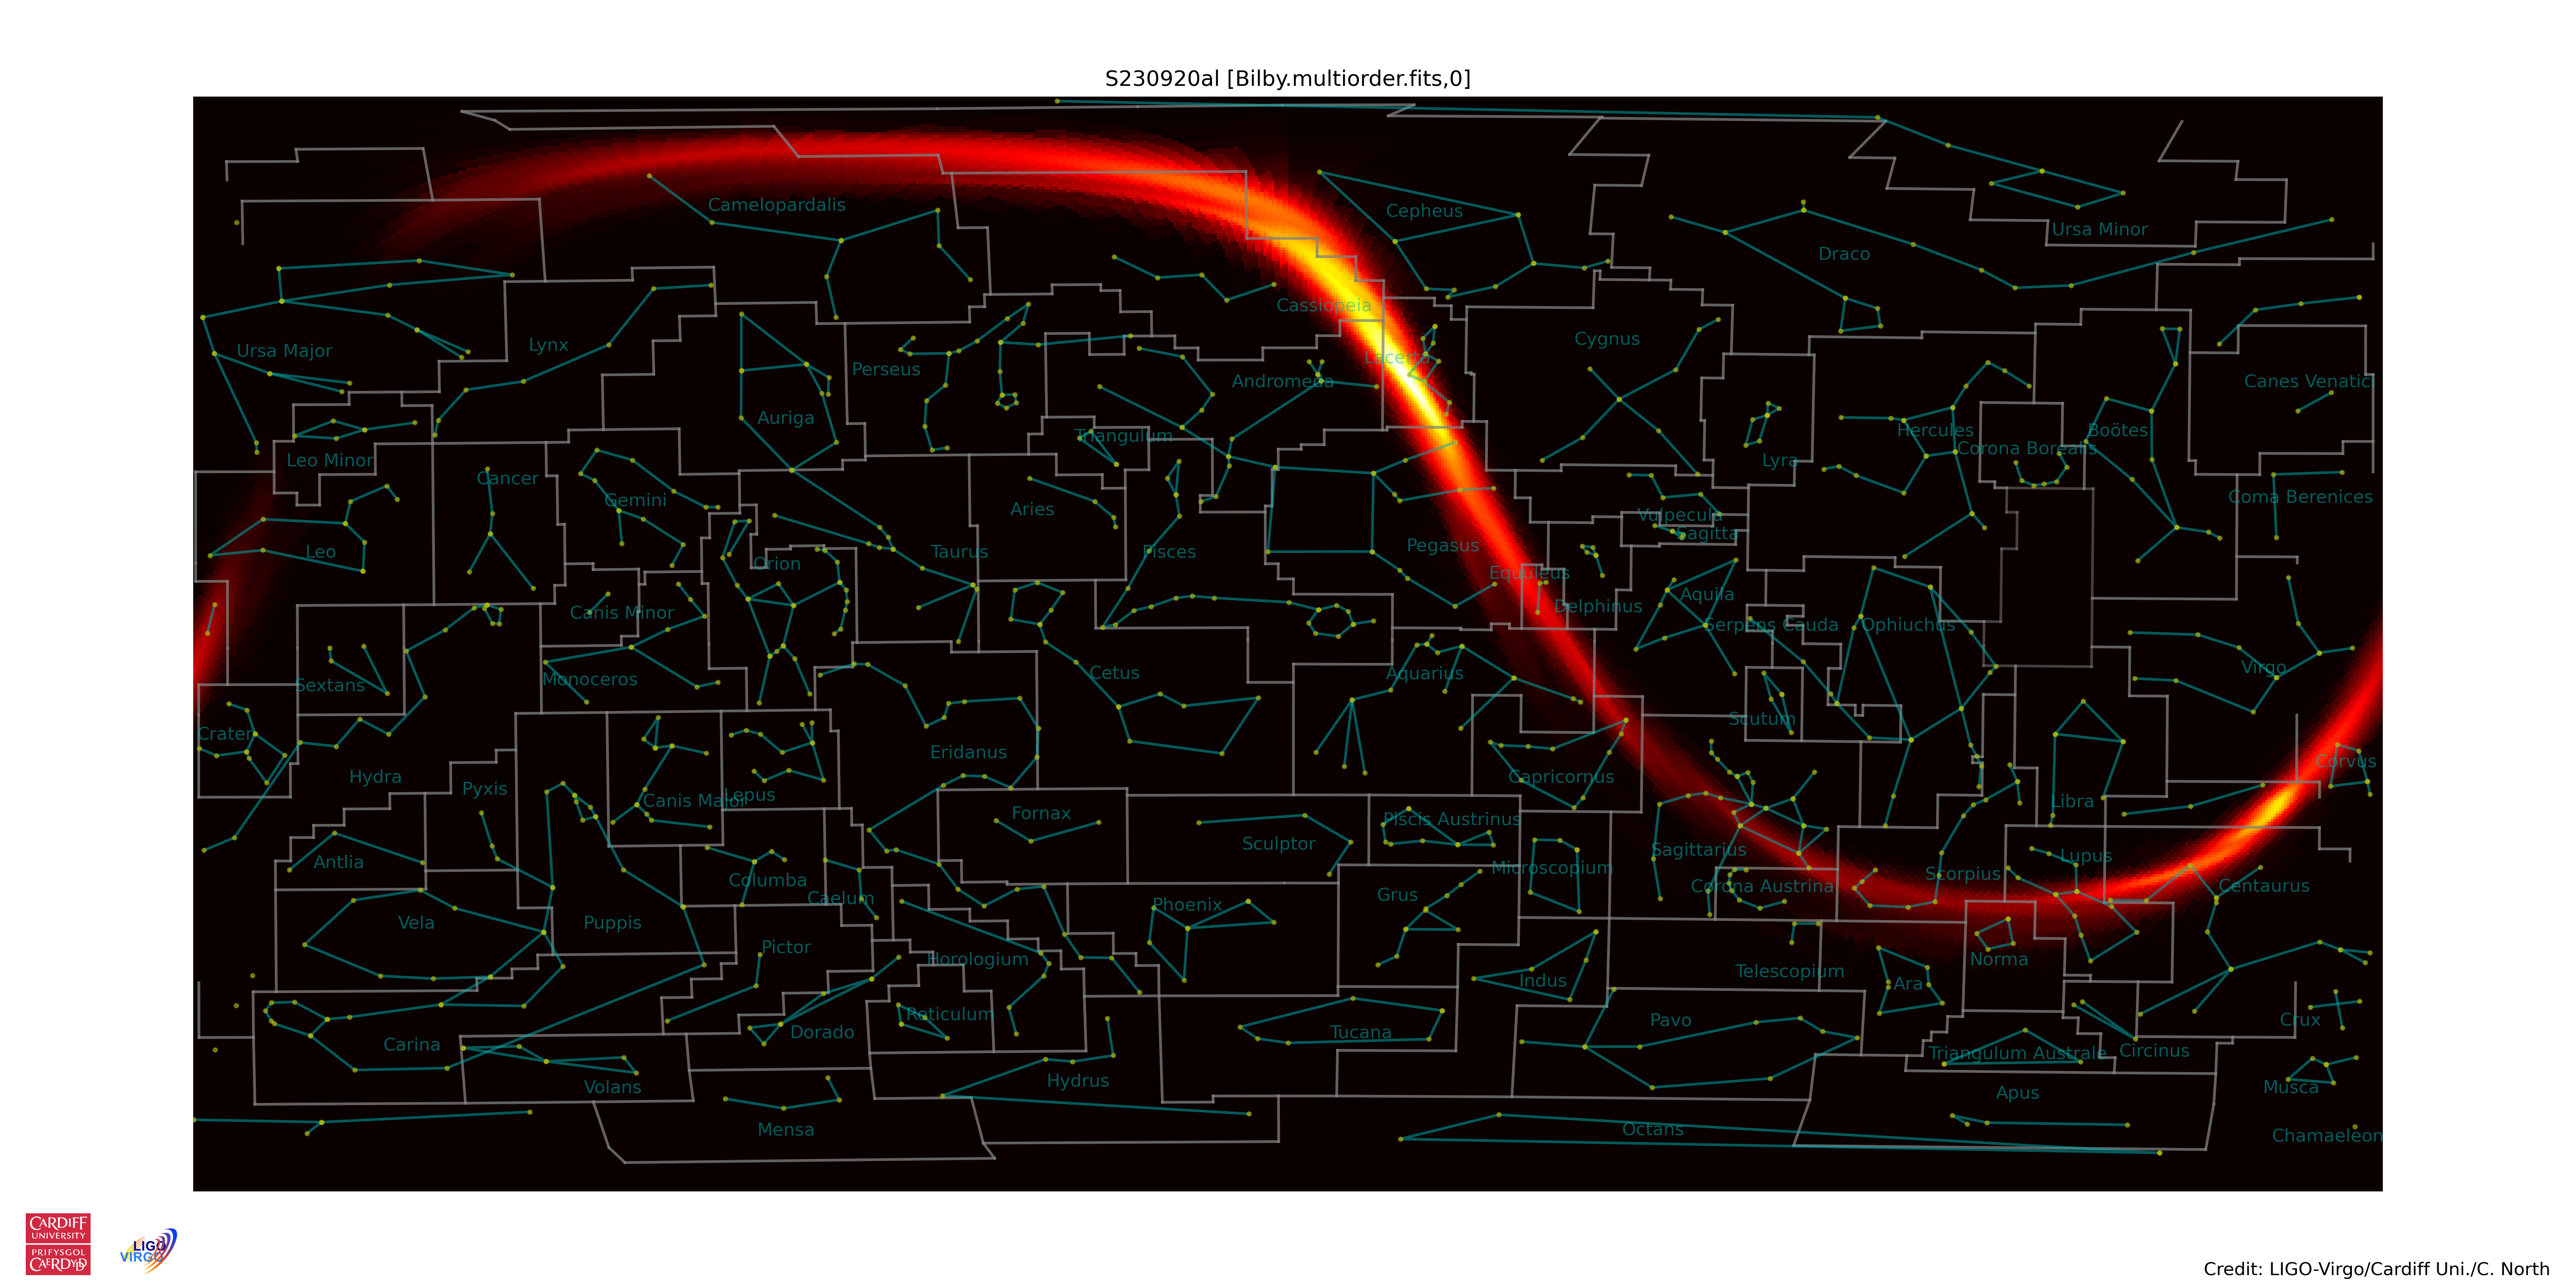 S230920al [Bilby.multiorder.fits,0]
Camelopardalis
Cepheus
Ursa Minor
Draco
Cassiopeia
Ursa Major
Lynx
Perseus
Lacerta
Cygnus
Andromeda
Canes Venatici
Auriga
Triangulum
Hercules
Boötes
Corona Borealis
Leo Minor
Lyra
Cancer
Gemini
Aries
Coma Berenices
Vulpecula
Sagitta
Leo
Orion
Taurus
Pisces
Pegasus
Equuleus
Canis Minor
Delphinus
Aquila
Serpens Cauda
Ophiuchus
Sextans
Monoceros
Cetus
Aquarius
Virgo
Crater
Scutum
Eridanus
Hydra
Capricornus
Corvus
Pyxis
Canis Major
Lepus
Libra
Fornax
Piscis Austrinus
Antlia
Sculptor
Sagittarius
Lupus
Microscopium
Columba
Scorpius
Corona Austrina
Centaurus
Caelum
Grus
Phoenix
Vela
Puppis
Pictor
Horologium
Norma
Telescopium
Indus
Ara
Reticulum
Dorado
Tucana
Pavo
Crux
Carina
Triangulum Australe
Circinus
Volans
Hydrus
Musca
Apus
Mensa
Octans
Chamaeleon
CARDIFF
UNIVERSITY
PRIFYSGOL
CAERDYDD
LIGO
VIRGO
Credit: LIGO-Virgo/Cardiff Uni./C. North